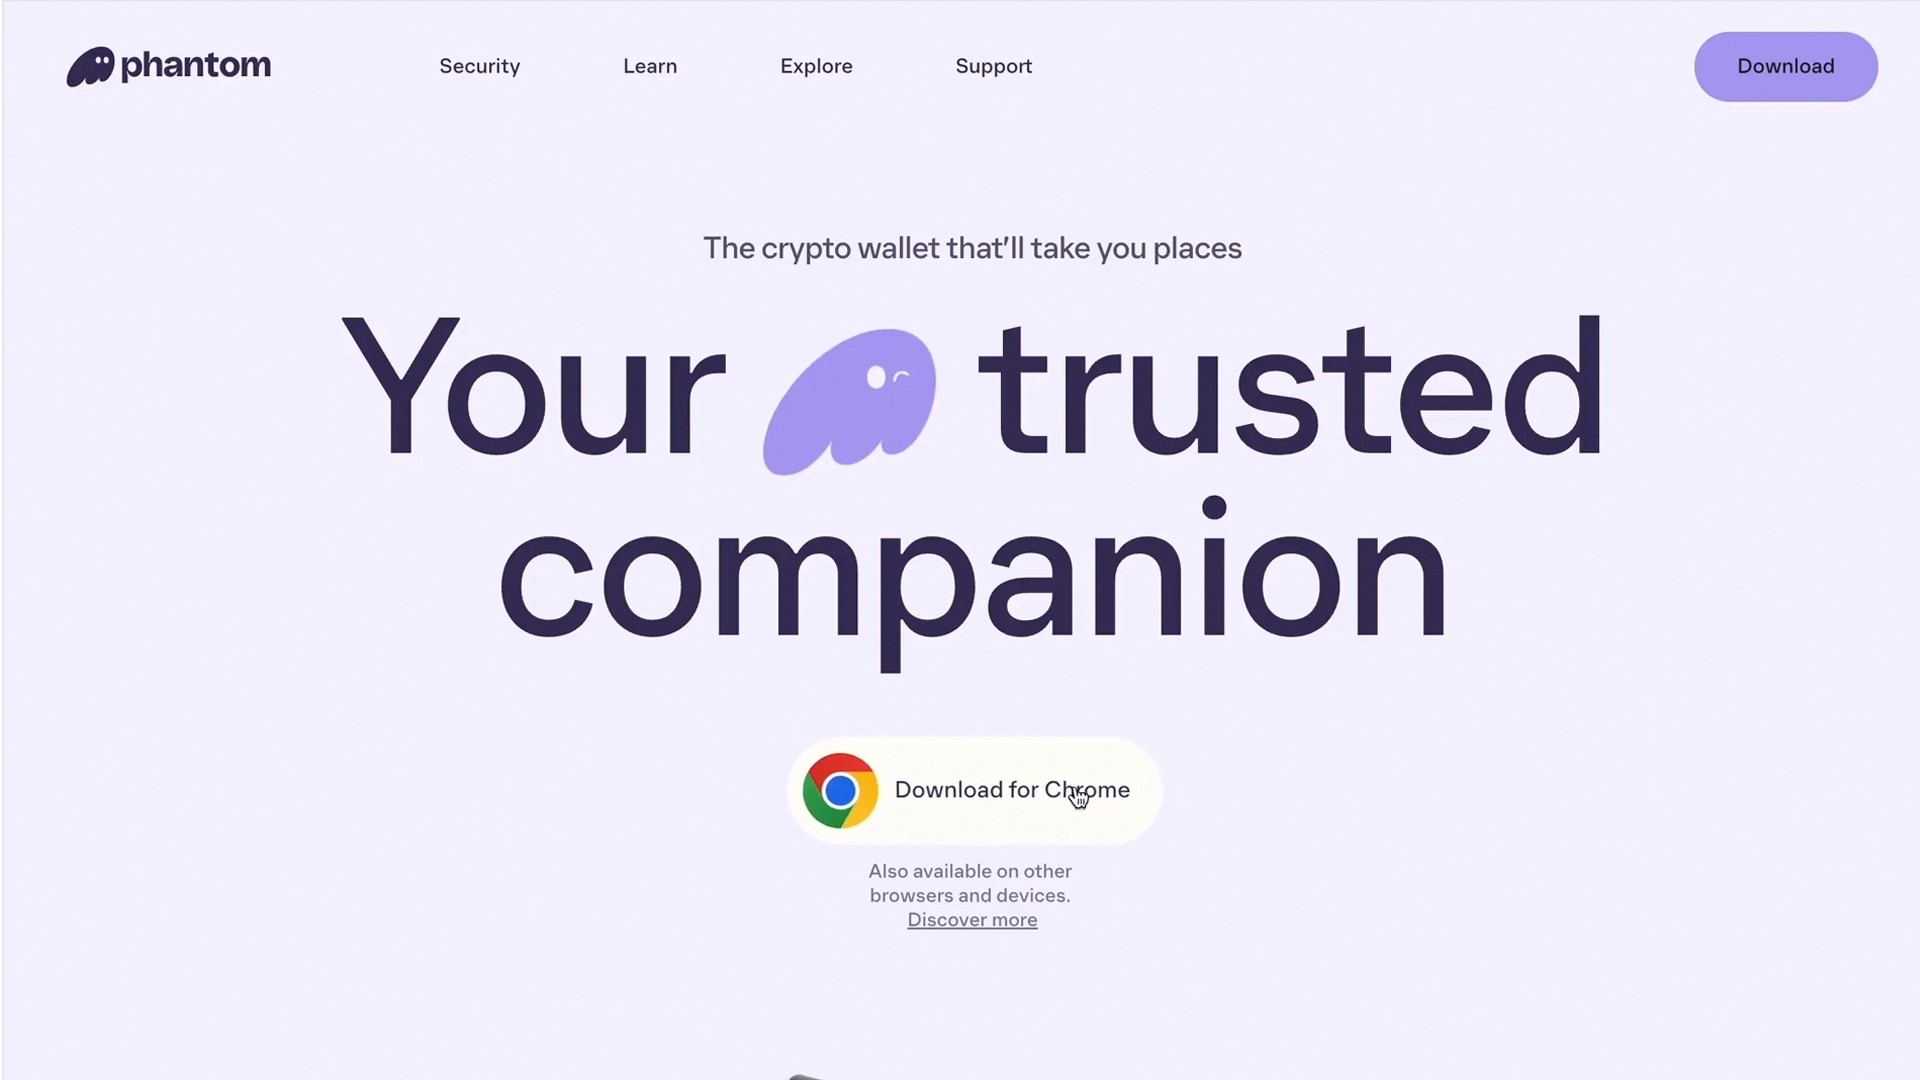 phantom
Security
Learn
Explore
Support
Download
The crypto wallet that'll take you places
Your trusted
companion
Download for Chrome
Also available on other
browsers and devices.
Discover more